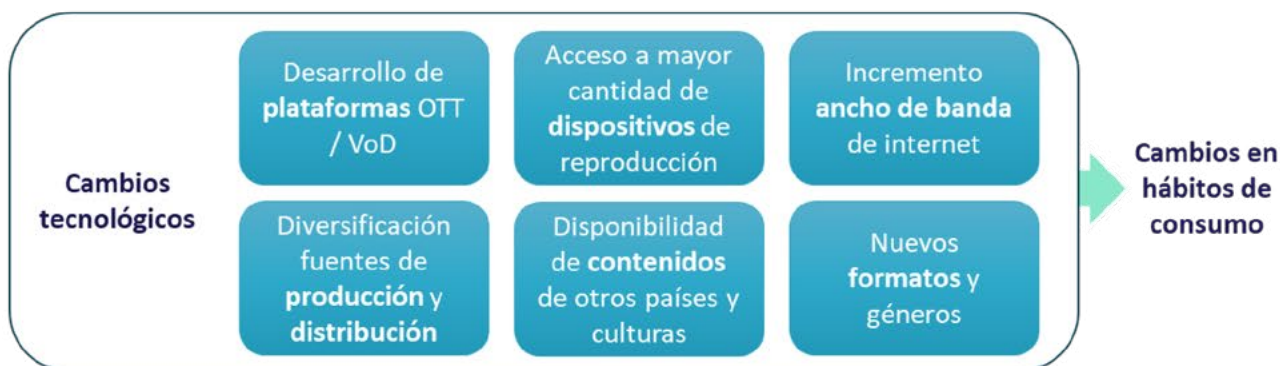 Cambios
tecnológicos
Desarrollo de
plataformas OTT
/ VoD
Acceso a mayor
cantidad de
dispositivos de
reproducción
Incremento
ancho de banda
de internet
Diversificación
fuentes de
producción y
distribución
Disponibilidad
de contenidos
de otros países y
culturas
Nuevos
formatos y
géneros
Cambios en
hábitos de
consumo